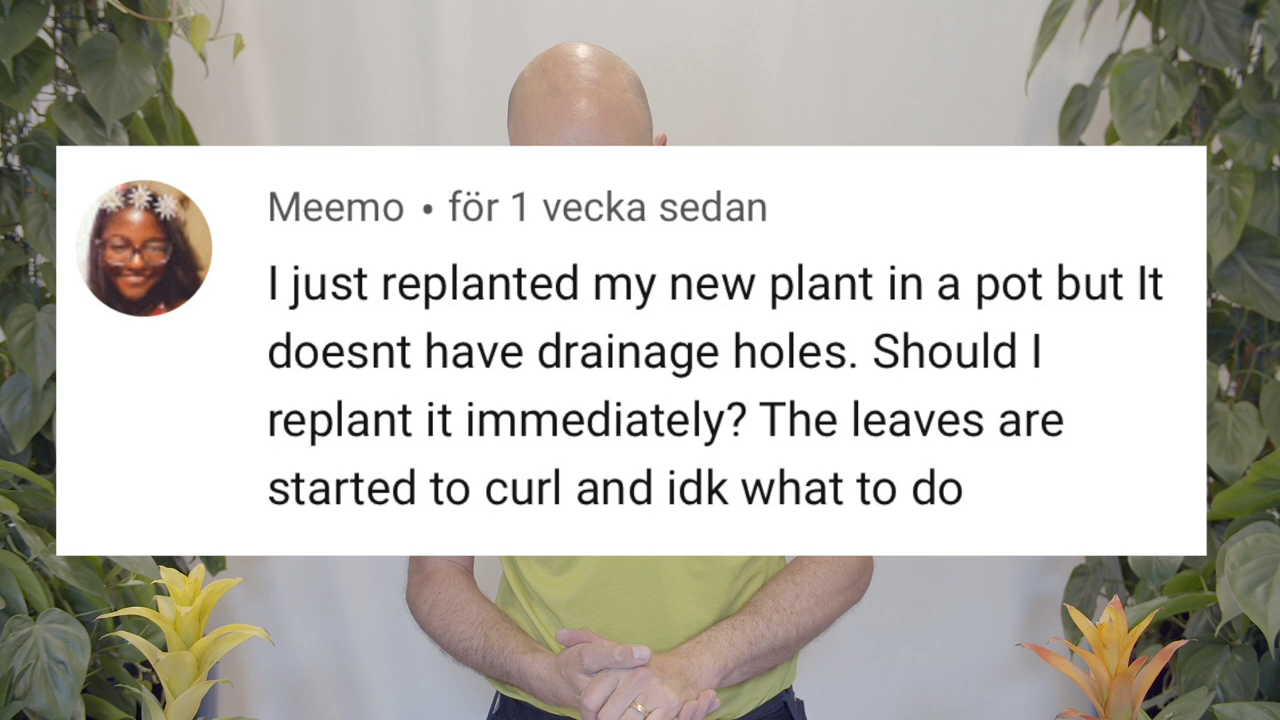 Meemo • för 1 vecka sedan
I just replanted my new plant in a pot but It
doesnt have drainage holes. Should I
replant it immediately? The leaves are
started to curl and idk what to do